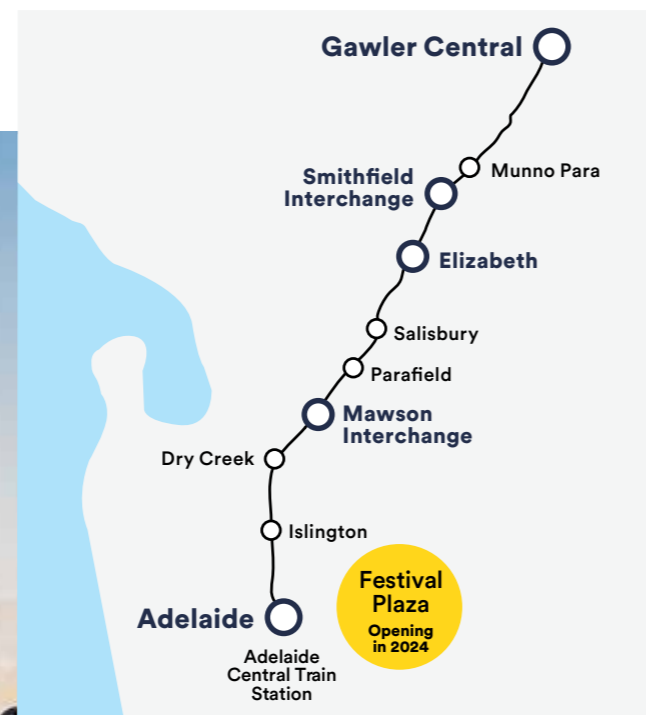 Gawler Central
Munno Para
Smithfield
Interchange
Elizabeth
Salisbury
Parafield
Mawson
Interchange
Dry Creek
Islington
Festival
Plaza
Opening
in 2024
Adelaide
Adelaide
Central Train
Station